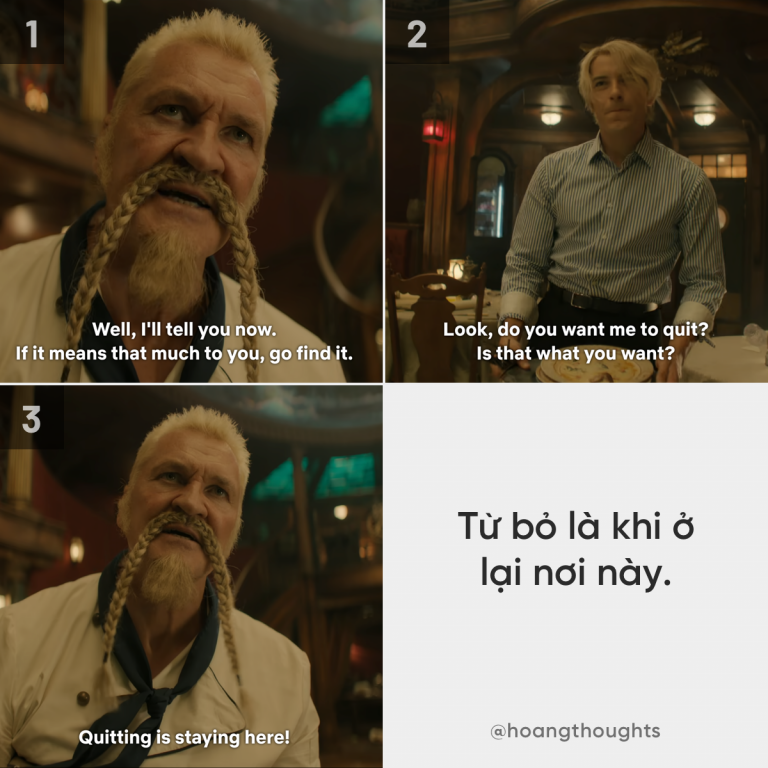 1
Well, I'll tell you now.
If it means that much to you, go find it.
2
Look, do you want me to quit?
Is that what you want?
3
Quitting is staying here!
Từ bỏ là khi ở
lại nơi này.
@hoangthoughts